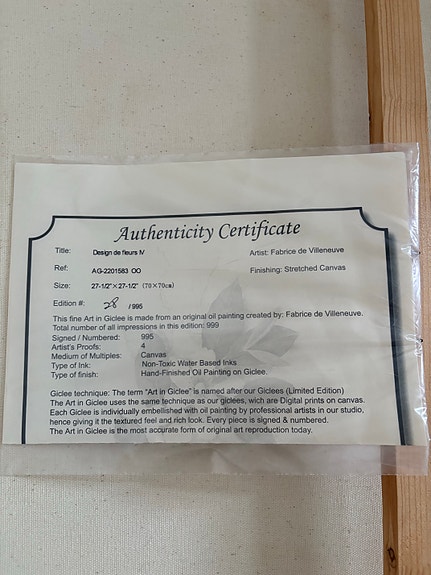 Authenticity Certificate
Title: Design de fleurs IV Artist: Fabrice de Villeneuve
Ref: AG-2201583 OO Finishing: Stretched Canvas
Size: 27-1/2"×27-1/2" (70×70cm)
Edition #: 28 / 995
This fine Art in Giclee is made from an original oil painting created by: Fabrice de Villeneuve.
Total number of all impressions in this edition: 999
Signed / Numbered: 995
Artist's Proofs: 4
Medium of Multiples: Canvas
Type of Ink: Non-Toxic Water Based Inks
Type of finish: Hand-Finished Oil Painting on Giclee.
Giclee technique: The term "Art in Giclee" is named after our Giclees (Limited Edition)
The Art in Giclee uses the same technique as our giclees, wich are Digital prints on canvas.
Each Giclee is individually embellished with oil painting by professional artists in our studio,
hence giving it the textured feel and rich look. Every piece is signed & numbered.
The Art in Giclee is the most accurate form of original art reproduction today.